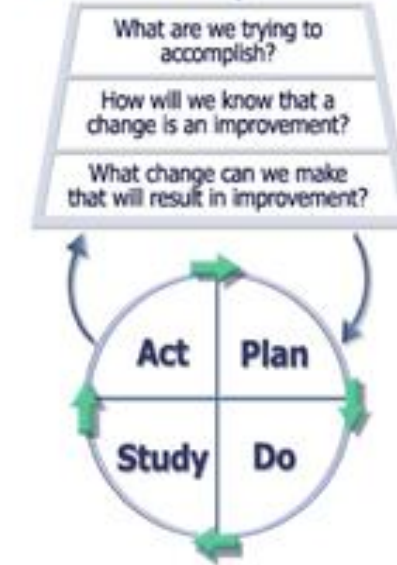 What are we trying to
accomplish?
How will we know that a
change is an improvement?
What change can we make
that will result in improvement?
Act
Plan
Study
Do